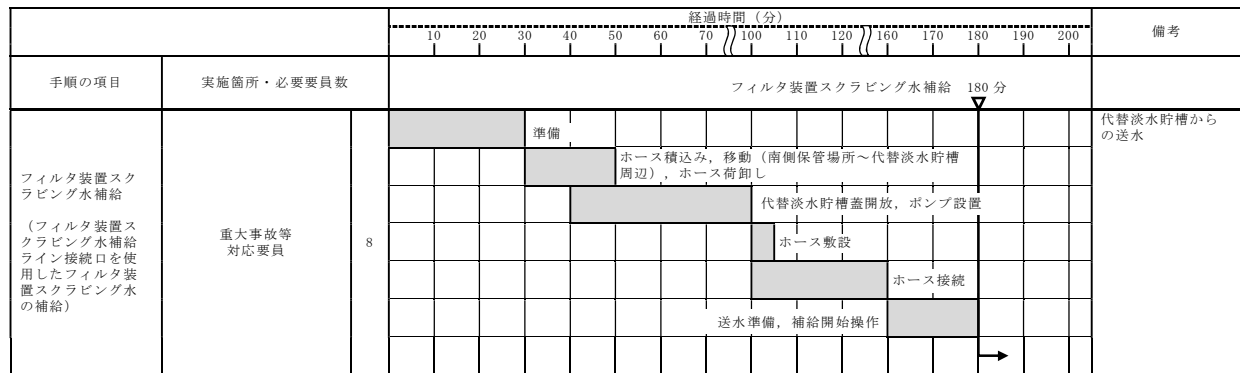 経過時間（分）
備考
10 20 30 40 50 60 70 100 110 120 160 170 180 190 200
手順の項目
実施箇所・必要要員数
フィルタ装置スクラビング水補給 180 分
フィルタ装置スク
ラビング水補給
（フィルタ装置ス
クラビング水補給
ライン接続口を使
用したフィルタ装
置スクラビング水
の補給）
重大事故等
対応要員
8
準備
ホース積込み，移動（南側保管場所～代替淡水貯槽
周辺），ホース荷卸し
代替淡水貯槽蓋開放，ポンプ設置
ホース敷設
ホース接続
送水準備，補給開始操作
代替淡水貯槽から
の送水